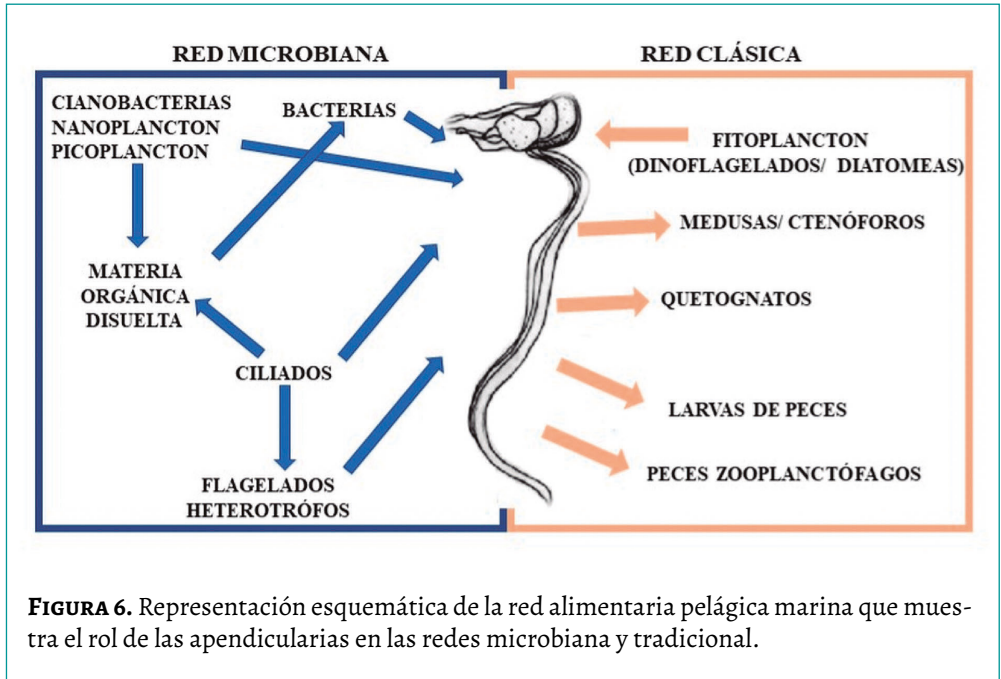 RED MICROBIANA
RED CLÁSICA
CIANOBACTERIAS
NANOPLANCTON
PICOPLANCTON
BACTERIAS
MATERIA
ORGÁNICA
DISUELTA
CILIADOS
FLAGELADOS
HETEROTRÓFOS
FITOPLANCTON
(DINOFLAGELADOS/ DIATOMEAS)
MEDUSAS/ CTENÓFOROS
QUETOGNATOS
LARVAS DE PECES
PECES ZOOPLANCTÓFAGOS
FIGURA 6. Representación esquemática de la red alimentaria pelágica marina que mues-
tra el rol de las apendicularias en las redes microbiana y tradicional.